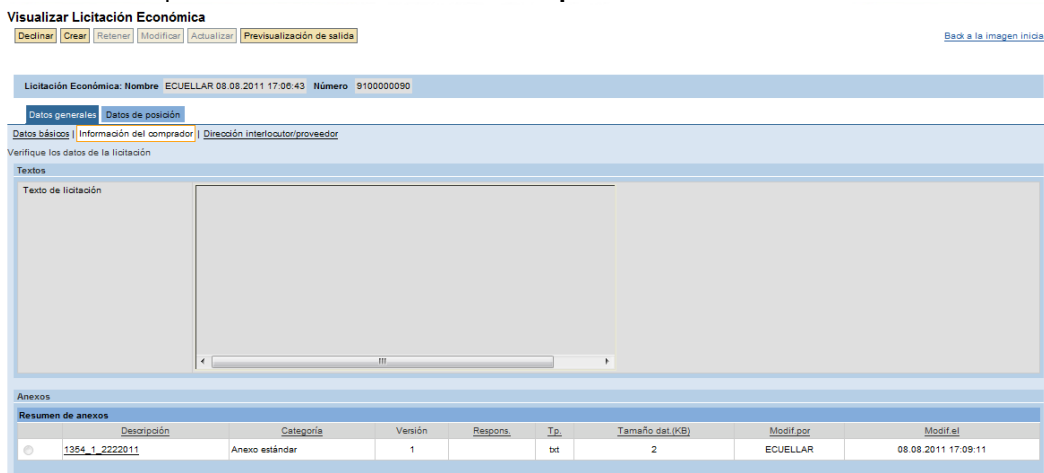 Visualizar Licitación Económica
Declinar Crear Retener Modificar Actualizar Previsualización de salida Back a la imagen inicia
Licitación Económica: Nombre ECUELLAR 08.08.2011 17:06:43 Número 9100000090
Datos generales Datos de posición
Datos básicos | Información del comprador | Dirección interlocutor/proveedor
Verifique los datos de la licitación
Textos
Texto de licitación
Anexos
Resumen de anexos
Descripción Categoría Versión Respons. Tp. Tamaño dat.(KB) Modif.por Modif.el
1354_1_2222011 Anexo estándar 1 txt 2 ECUELLAR 08.08.2011 17:09:11